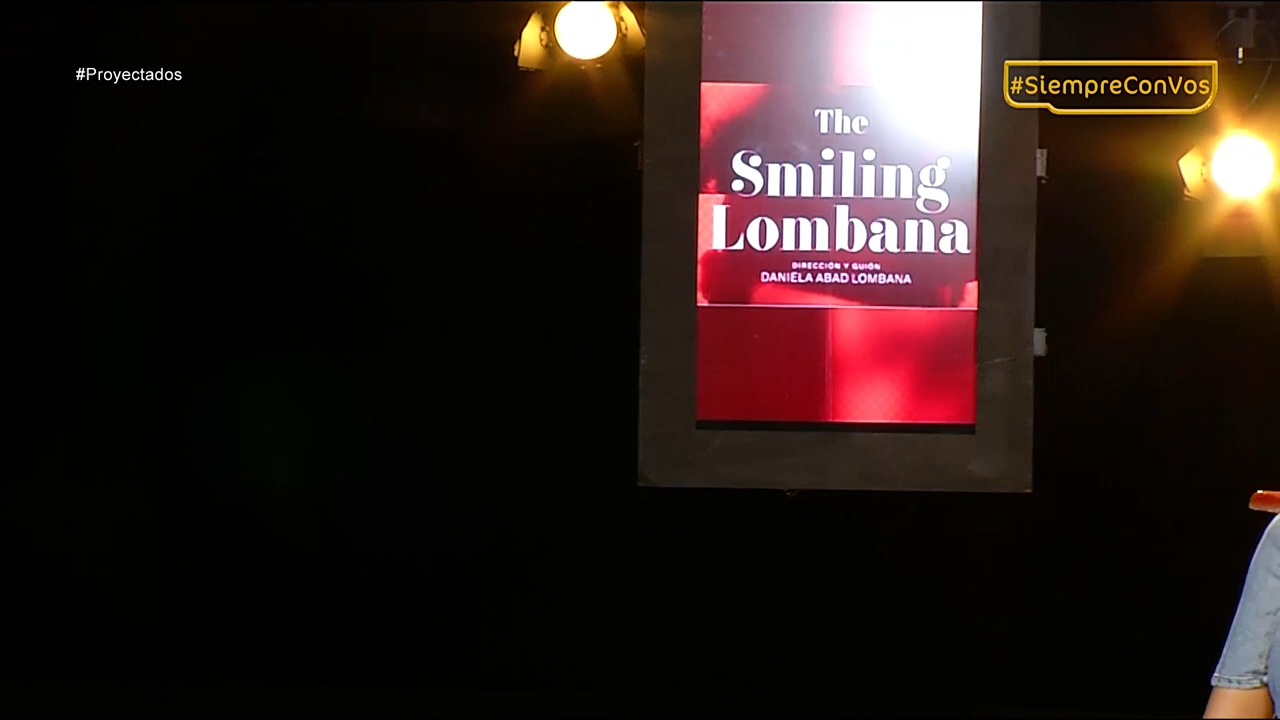 #Proyectados
#SiempreConVos
The
Smiling
Lombana
DIRECCIÓN Y GUIÓN
DANIELA ABAD LOMBANA